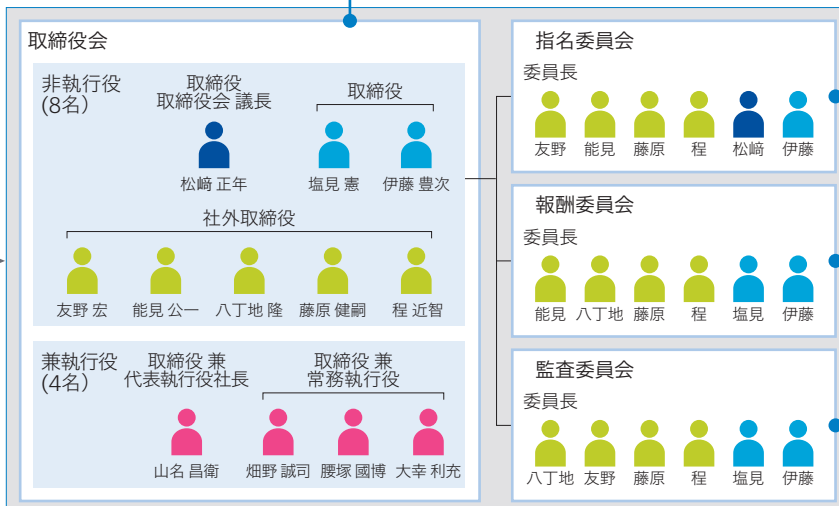 取締役会
非執行役
(8名)
取締役
取締役会 議長
取締役
松﨑 正年
塩見 憲
伊藤 豊次
社外取締役
友野 宏
能見 公一
八丁地 隆
藤原 健嗣
程 近智
兼執行役
(4名)
取締役 兼
代表執行役社長
取締役 兼
常務執行役
山名 昌衛
畑野 誠司
腰塚 國博
大幸 利充
指名委員会
委員長
友野 能見 藤原 程 松﨑 伊藤
報酬委員会
委員長
能見 八丁地 藤原 程 塩見 伊藤
監査委員会
委員長
八丁地 友野 藤原 程 塩見 伊藤